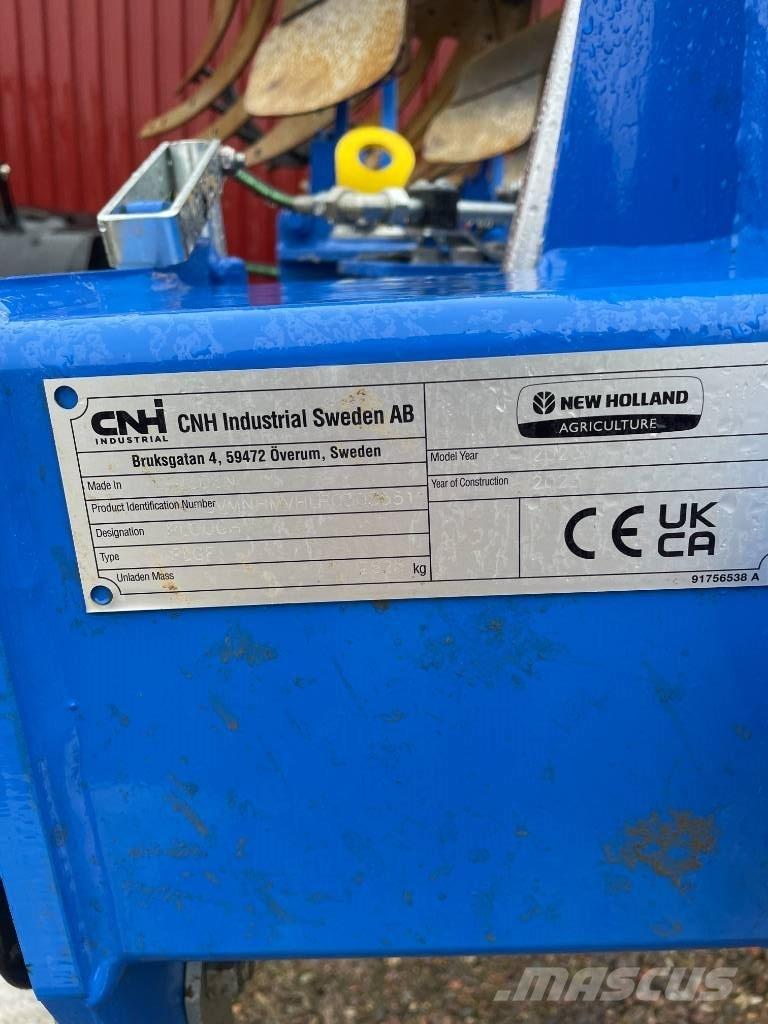 CNH
INDUSTRIAL
CNH Industrial Sweden AB
Bruksgatan 4, 59472 Överum, Sweden
Made In
Product Identification Number
Designation
Type
Unladen Mass kg
NEW HOLLAND
AGRICULTURE
Model Year
Year of Construction
CE UK
CA
91756538 A
MASCUS